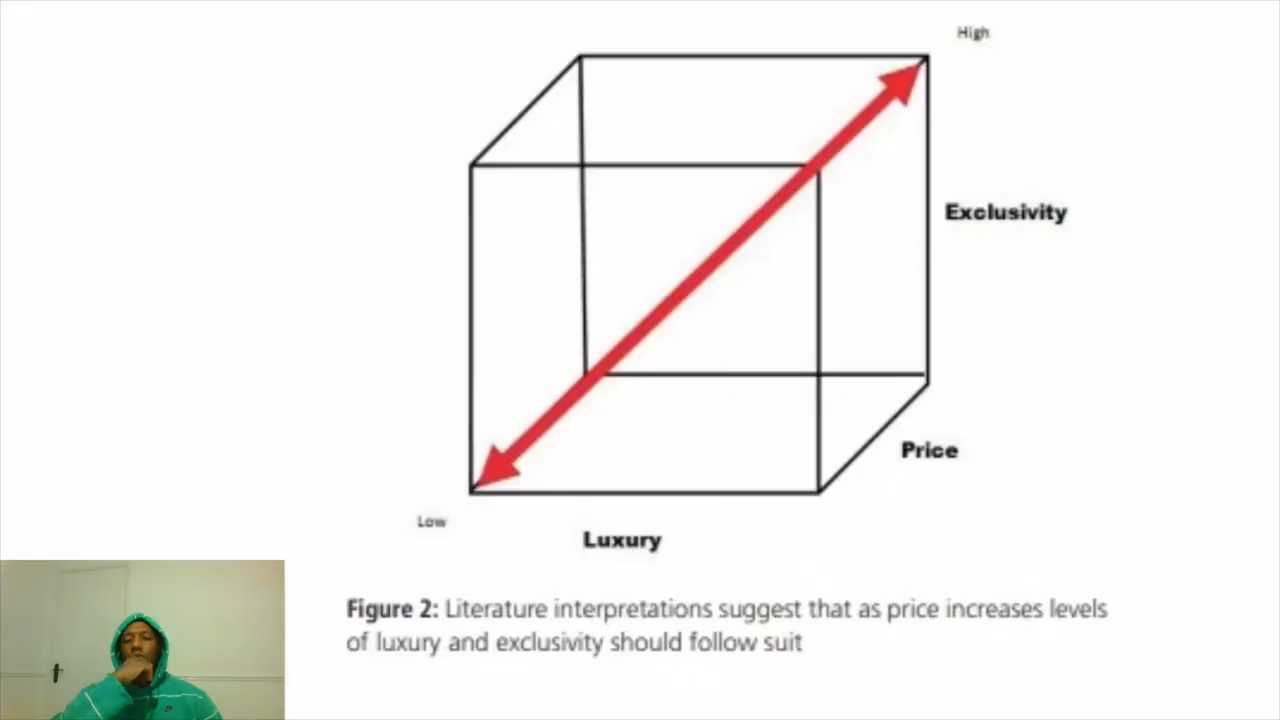 High
Exclusivity
Price
Low
Luxury
Figure 2: Literature interpretations suggest that as price increases levels
of luxury and exclusivity should follow suit